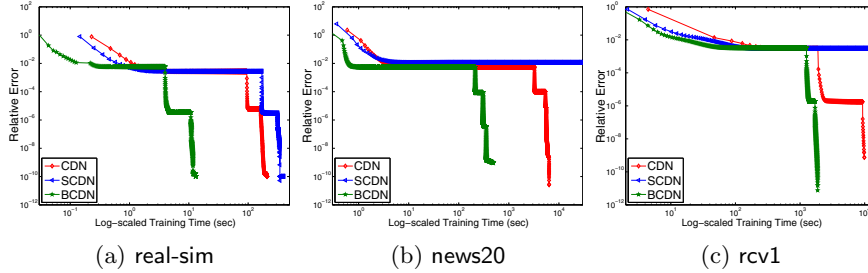 10^2
10^0
10^-2
10^-4
10^-6
10^-8
10^-10
10^-12
Relative Error
CDN
SCDN
BCDN
10^-1
10^0
10^1
10^2
Log-scaled Training Time (sec)
(a) real-sim
10^2
10^0
10^-2
10^-4
10^-6
10^-8
10^-10
10^-12
Relative Error
CDN
SCDN
BCDN
10^0
10^1
10^2
10^3
10^4
Log-scaled Training Time (sec)
(b) news20
10^0
10^-2
10^-4
10^-6
10^-8
10^-10
10^-12
Relative Error
CDN
SCDN
BCDN
10^1
10^2
10^3
Log-scaled Training Time (sec)
(c) rcv1